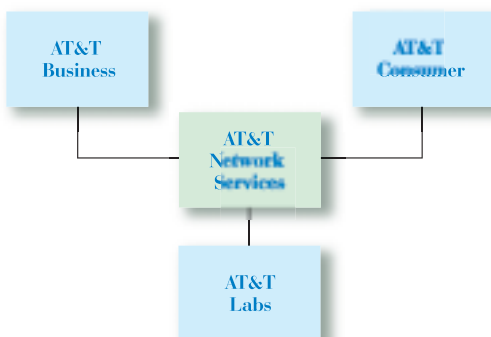 AT&T
Business
AT&T
Consumer
AT&T
Network
Services
AT&T
Labs